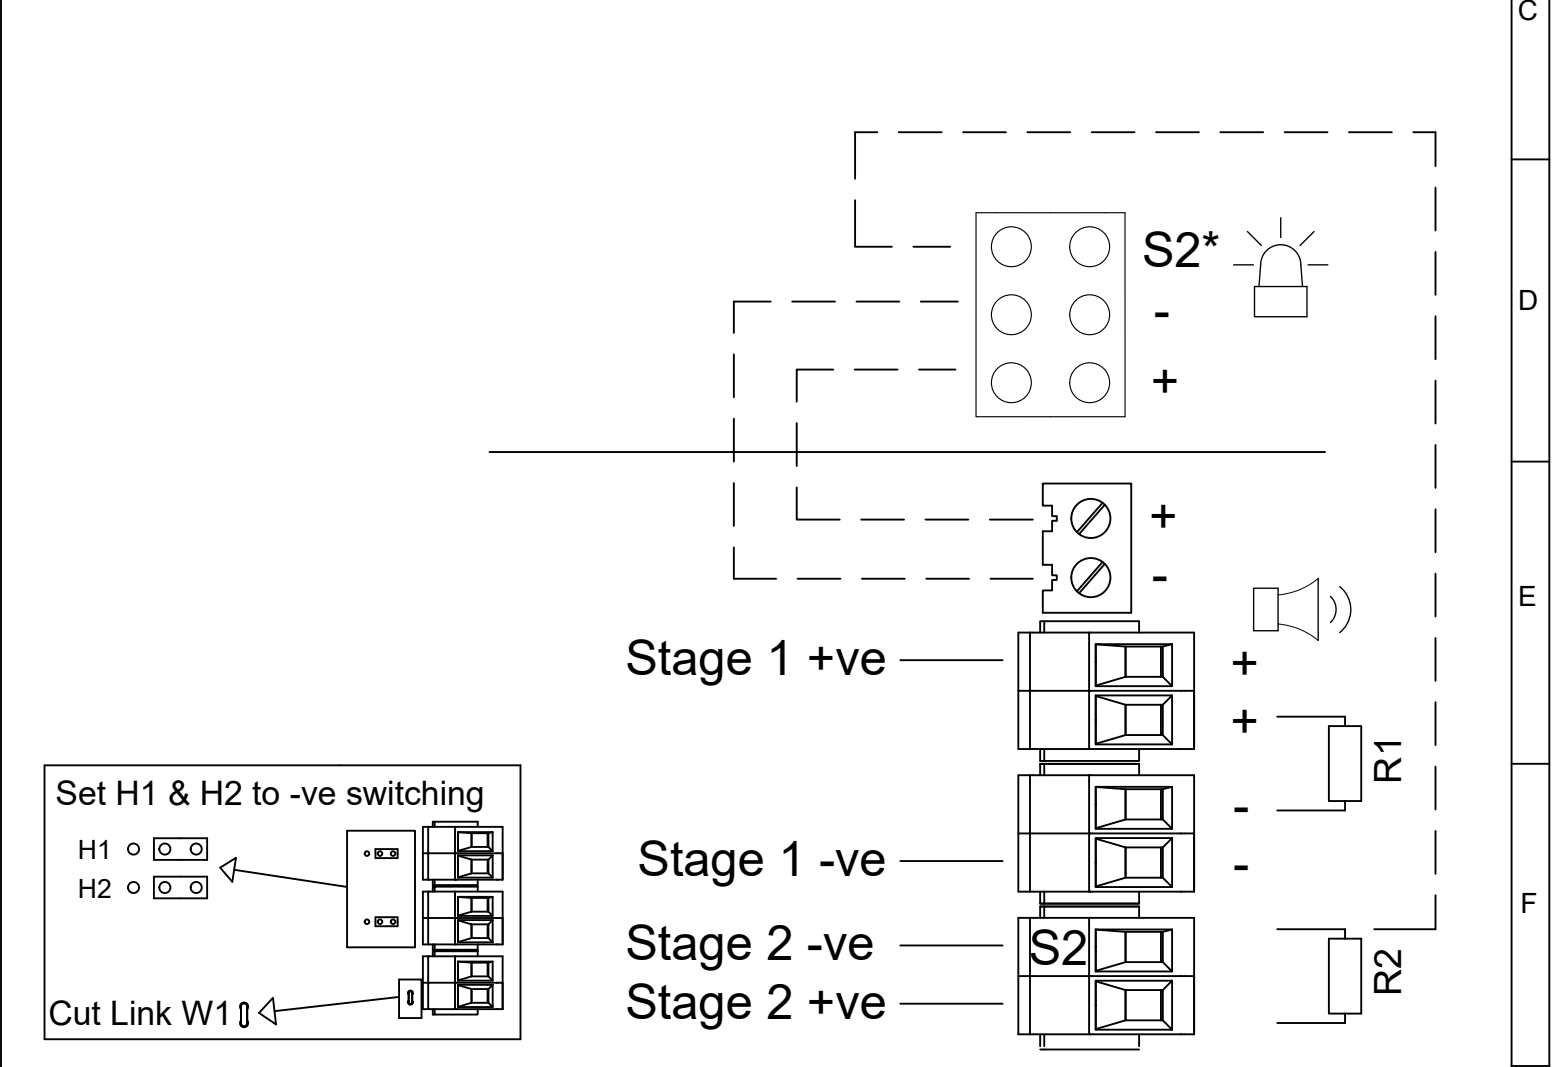 C
S2*
D
-
+
+
E
-
Stage 1 +ve
+
+
R1
Set H1 & H2 to -ve switching
-
H1
Stage 1 -ve
-
H2
F
Stage 2 -ve
S2
R2
Stage 2 +ve
Cut Link W1